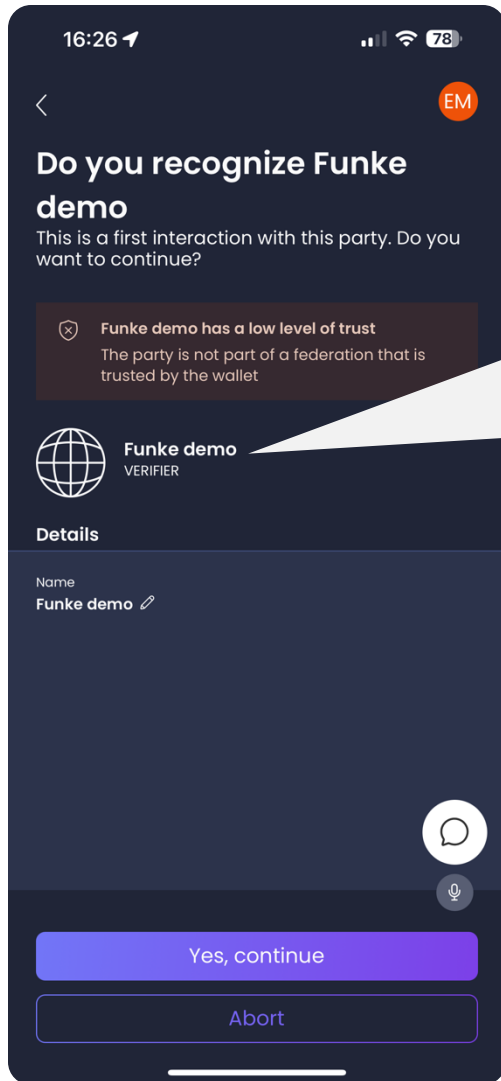 16:26
78
EM
Do you recognize Funke
demo
This is a first interaction with this party. Do you
want to continue?
Funke demo has a low level of trust
The party is not part of a federation that is
trusted by the wallet
Funke demo
VERIFIER
Details
Name
Funke demo
Yes, continue
Abort